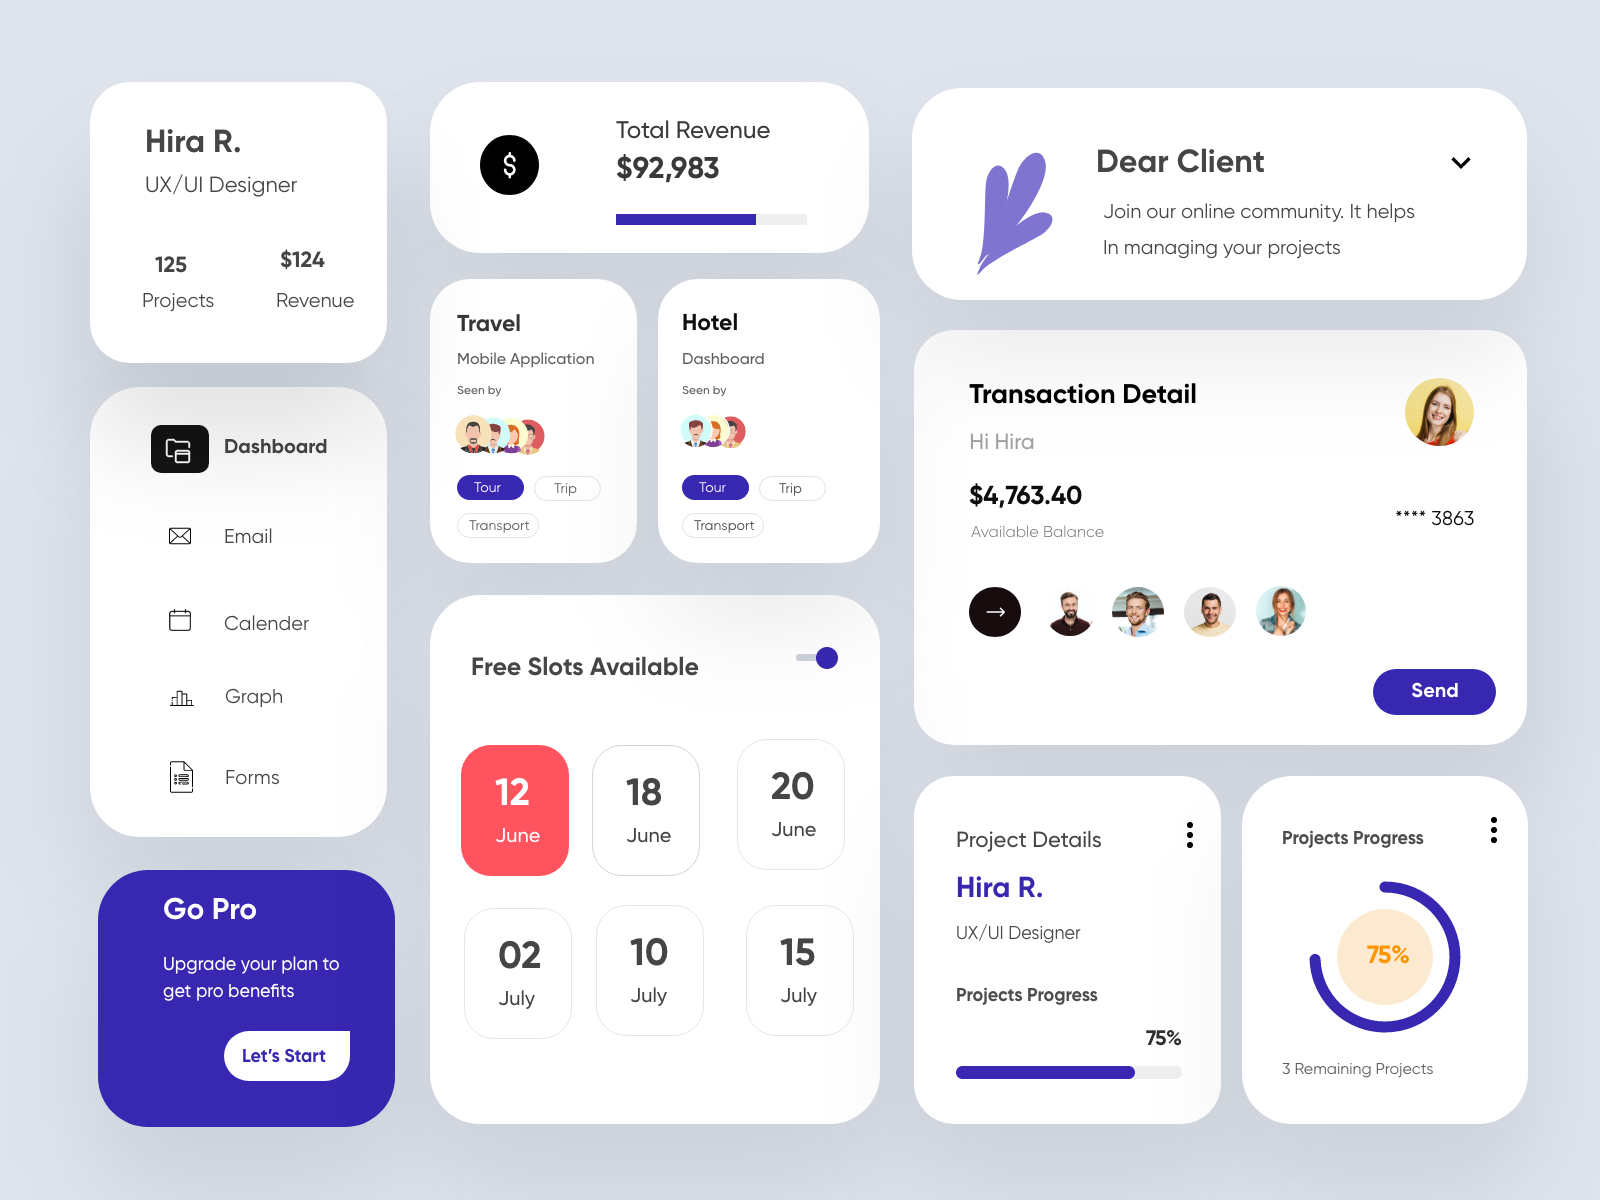 Hira R.
UX/UI Designer
125
Projects
$124
Revenue
Dashboard
Email
Calender
Graph
Forms
Go Pro
Upgrade your plan to
get pro benefits
Let's Start
$
Total Revenue
$92,983
Travel
Mobile Application
Seen by
Tour
Trip
Transport
Hotel
Dashboard
Seen by
Tour
Trip
Transport
Free Slots Available
12
June
18
June
20
June
02
July
10
July
15
July
Dear Client
Join our online community. It helps
In managing your projects
Transaction Detail
Hi Hira
$4,763.40
Available Balance
**** 3863
Send
Project Details
Hira R.
UX/UI Designer
Projects Progress
75%
Projects Progress
75%
3 Remaining Projects